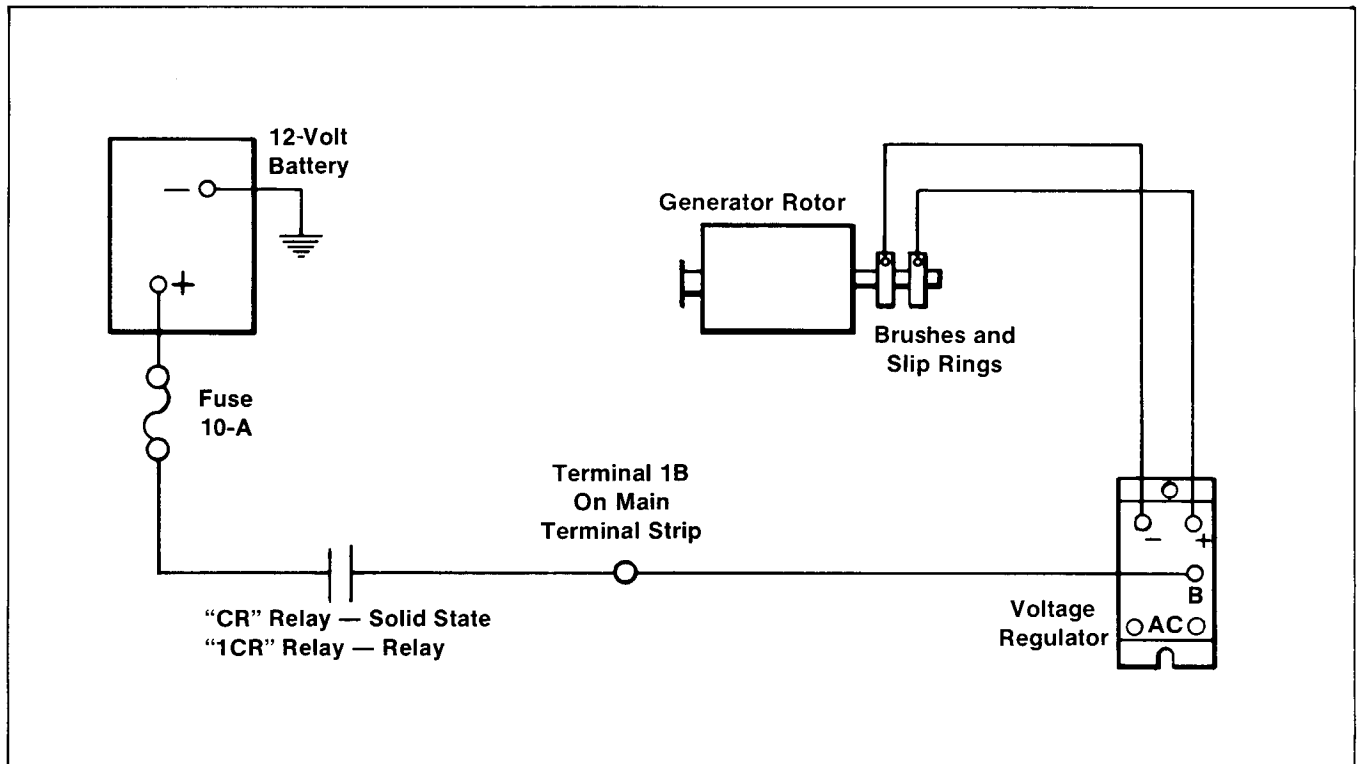 12-Volt
Battery
−
+
Fuse
10-A
Generator Rotor
Brushes and
Slip Rings
Terminal 1B
On Main
Terminal Strip
"CR" Relay — Solid State
"1CR" Relay — Relay
Voltage
Regulator
− +
B
AC